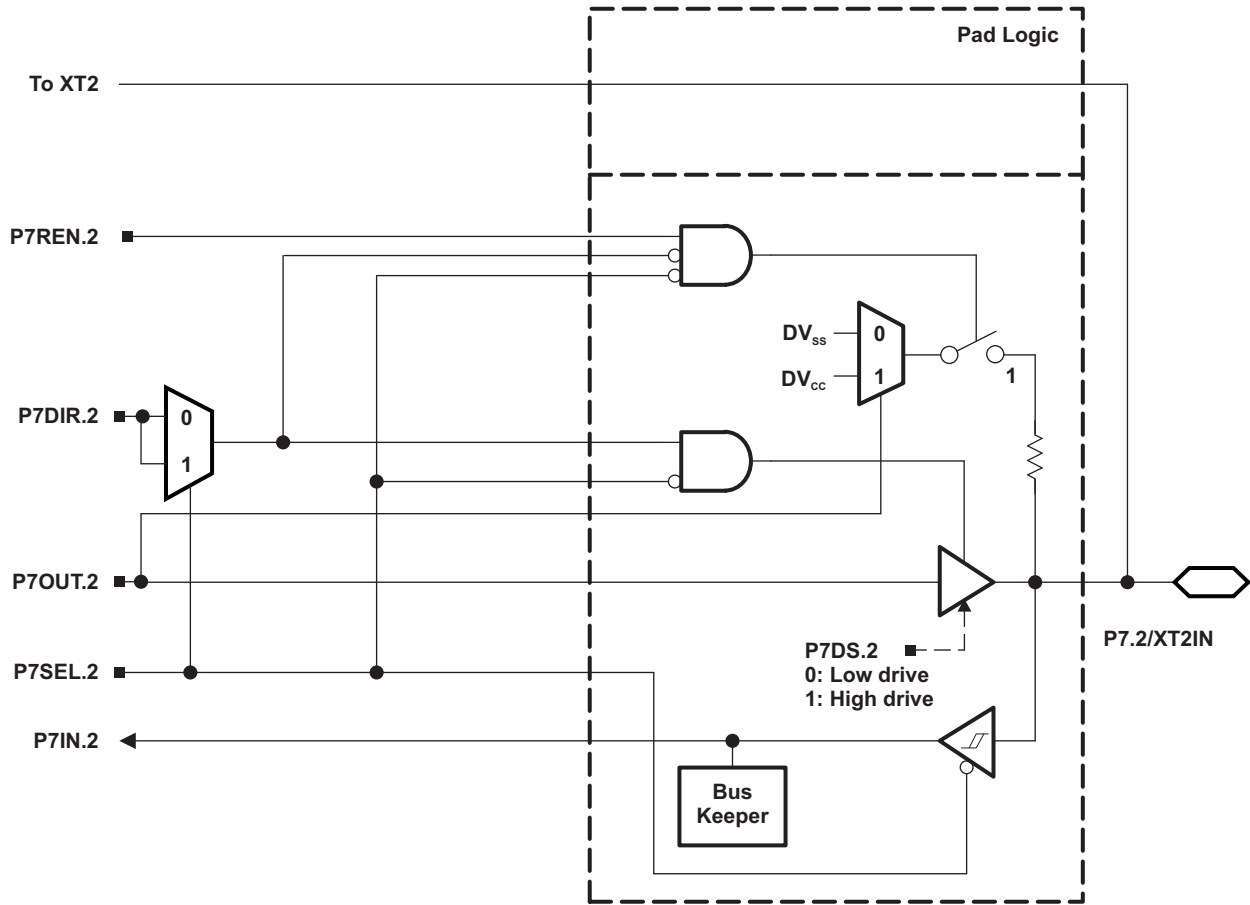 Pad Logic
To XT2
P7REN.2
DVss
0
DVcc
1
1
P7DIR.2
0
1
P7OUT.2
P7.2/XT2IN
P7SEL.2
P7DS.2
0: Low drive
1: High drive
P7IN.2
Bus
Keeper